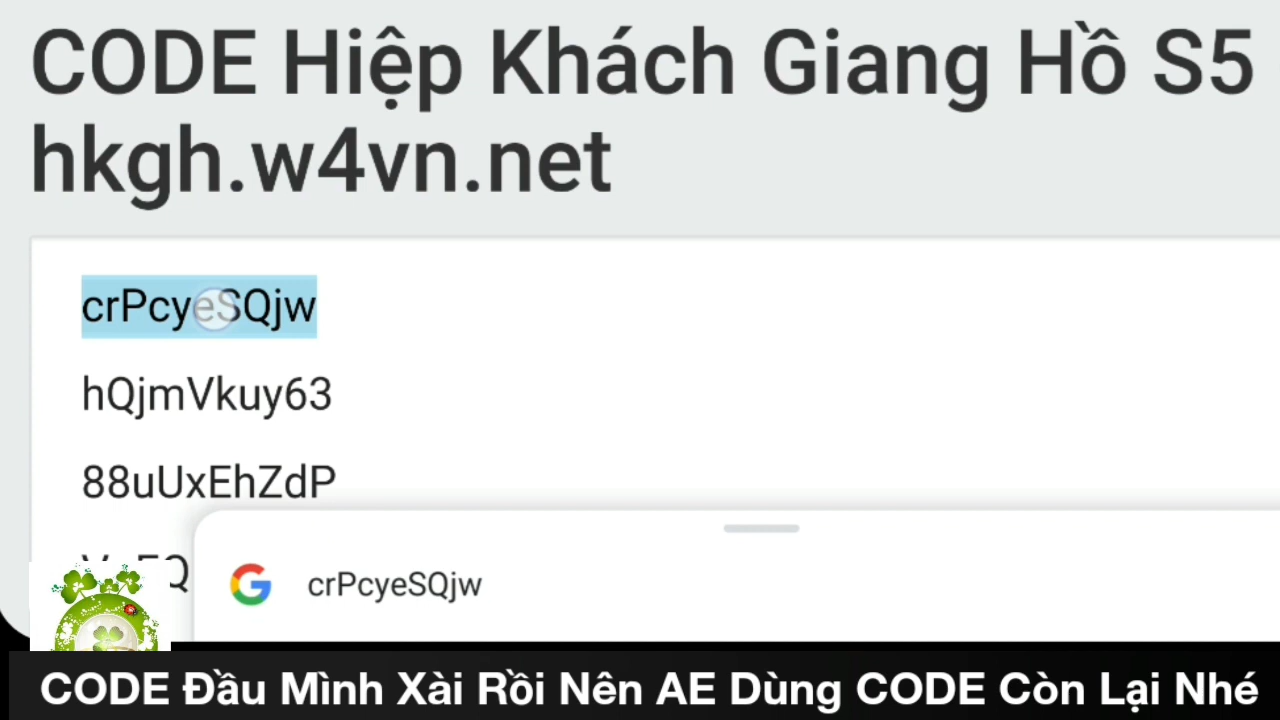 CODE Hiệp Khách Giang Hồ S5
hkgh.w4vn.net
crPcyeSQjw
hQjmVkuy63
88uUxEhZdP
crPcyeSQjw
CODE Đầu Mình Xài Rồi Nên AE Dùng CODE Còn Lại Nhé